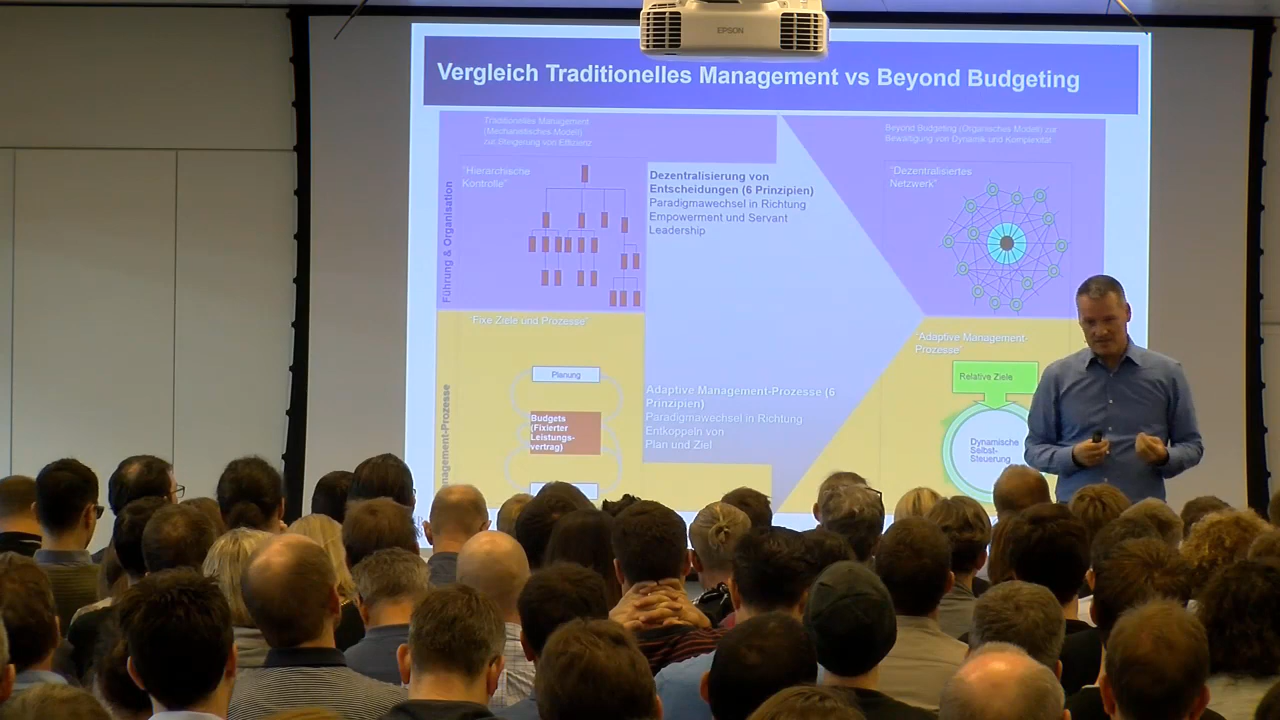 EPSON
Vergleich Traditionelles Management vs Beyond Budgeting
Traditionelles Management
(Mechanistisches Modell)
zur Steigerung von Effizienz
Beyond Budgeting (Organisches Modell) zur
Bewältigung von Dynamik und Komplexität
Führung & Organisation
"Hierarchische
Kontrolle"
Dezentralisierung von
Entscheidungen (6 Prinzipien)
Paradigmawechsel in Richtung
Empowerment und Servant
Leadership
"Dezentralisiertes
Netzwerk"
"Fixe Ziele und Prozesse"
Planung
Budgets
(Fixierter
Leistungs-
vertrag)
Adaptive Management-Prozesse (6
Prinzipien)
Paradigmawechsel in Richtung
Entkoppeln von
Plan und Ziel
"Adaptive Management-
Prozesse"
Relative Ziele
Dynamische
Selbst-
Steuerung